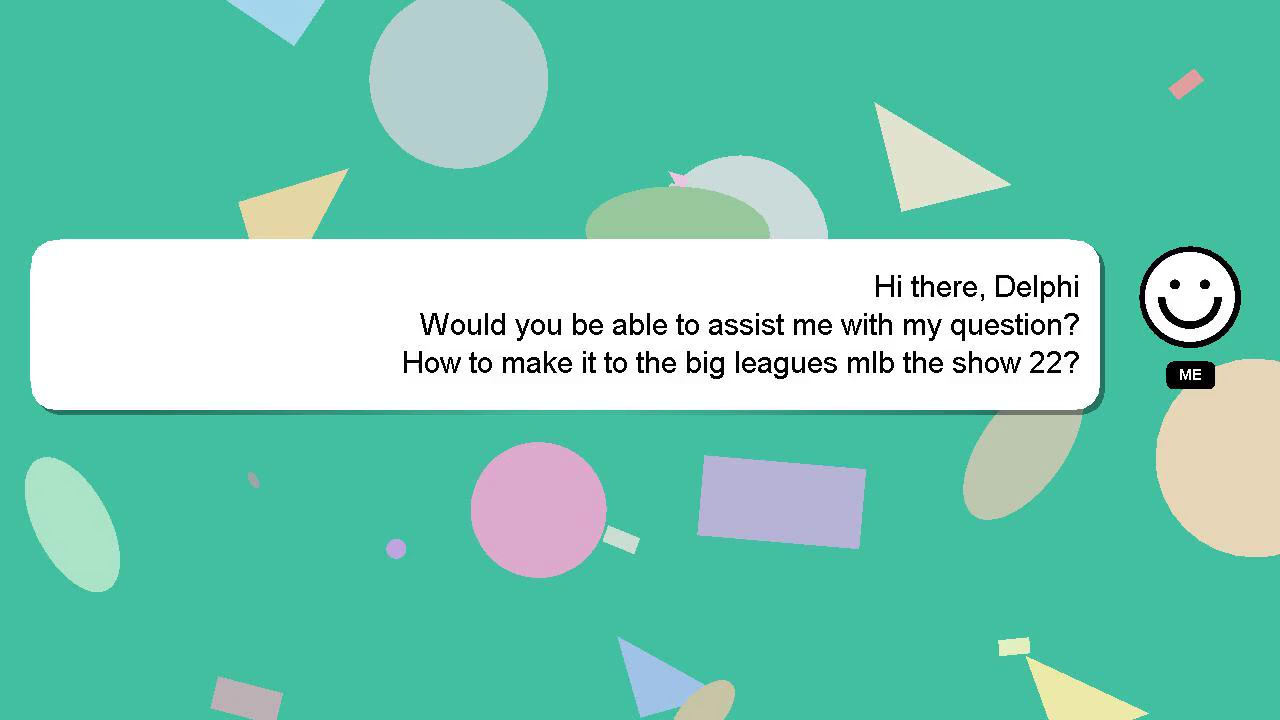 Hi there, Delphi
Would you be able to assist me with my question?
How to make it to the big leagues mlb the show 22?
ME